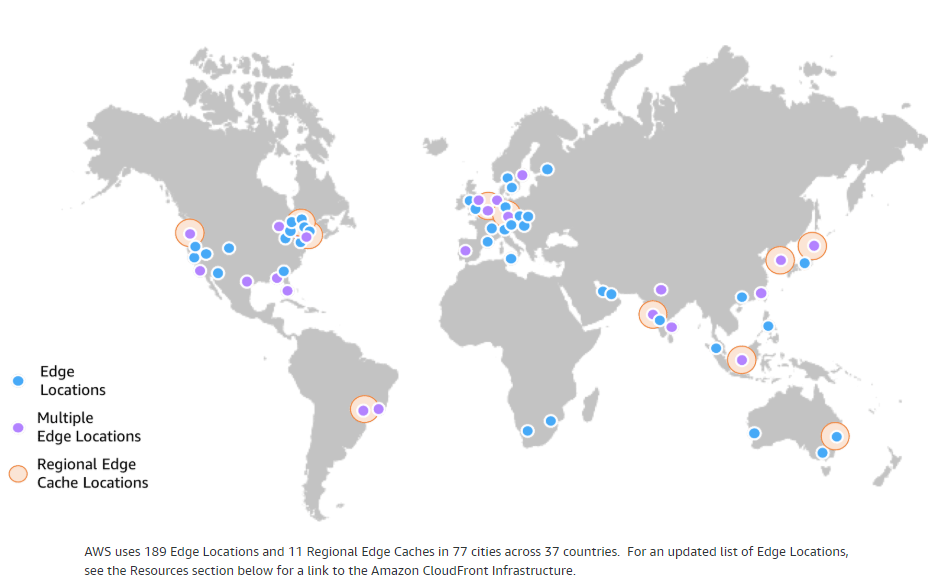 Edge
Locations
Multiple
Edge Locations
Regional Edge
Cache Locations
AWS uses 189 Edge Locations and 11 Regional Edge Caches in 77 cities across 37 countries.  For an updated list of Edge Locations,
see the Resources section below for a link to the Amazon CloudFront Infrastructure.